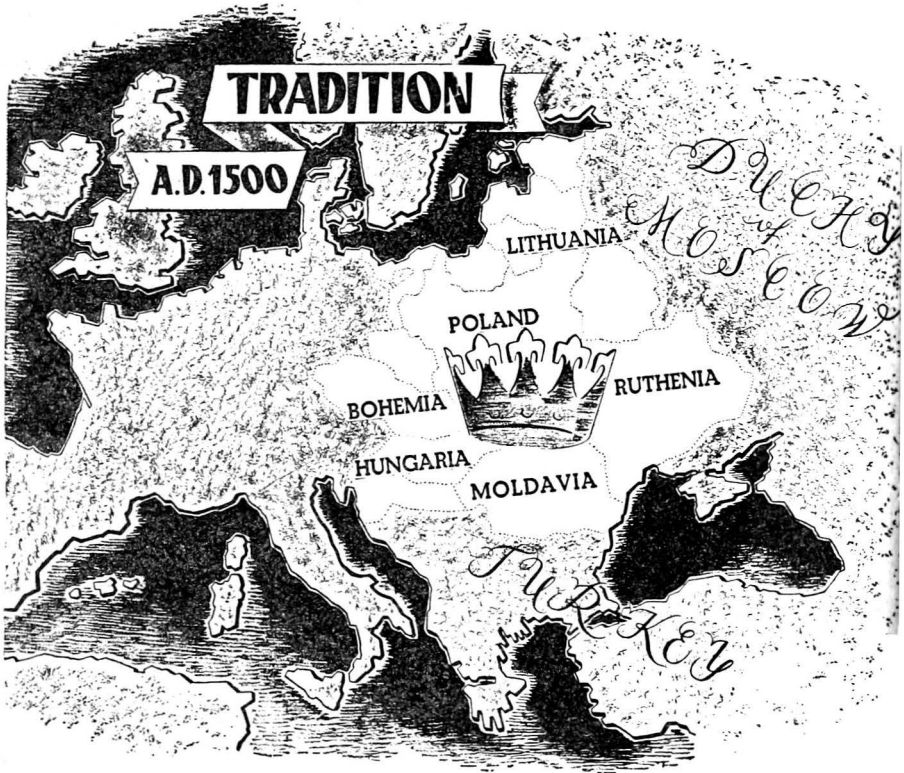 TRADITION
A.D.1500
DUCHY
of
MOSCOW
LITHUANIA
POLAND
RUTHENIA
BOHEMIA
HUNGARIA
MOLDAVIA
TURKEY